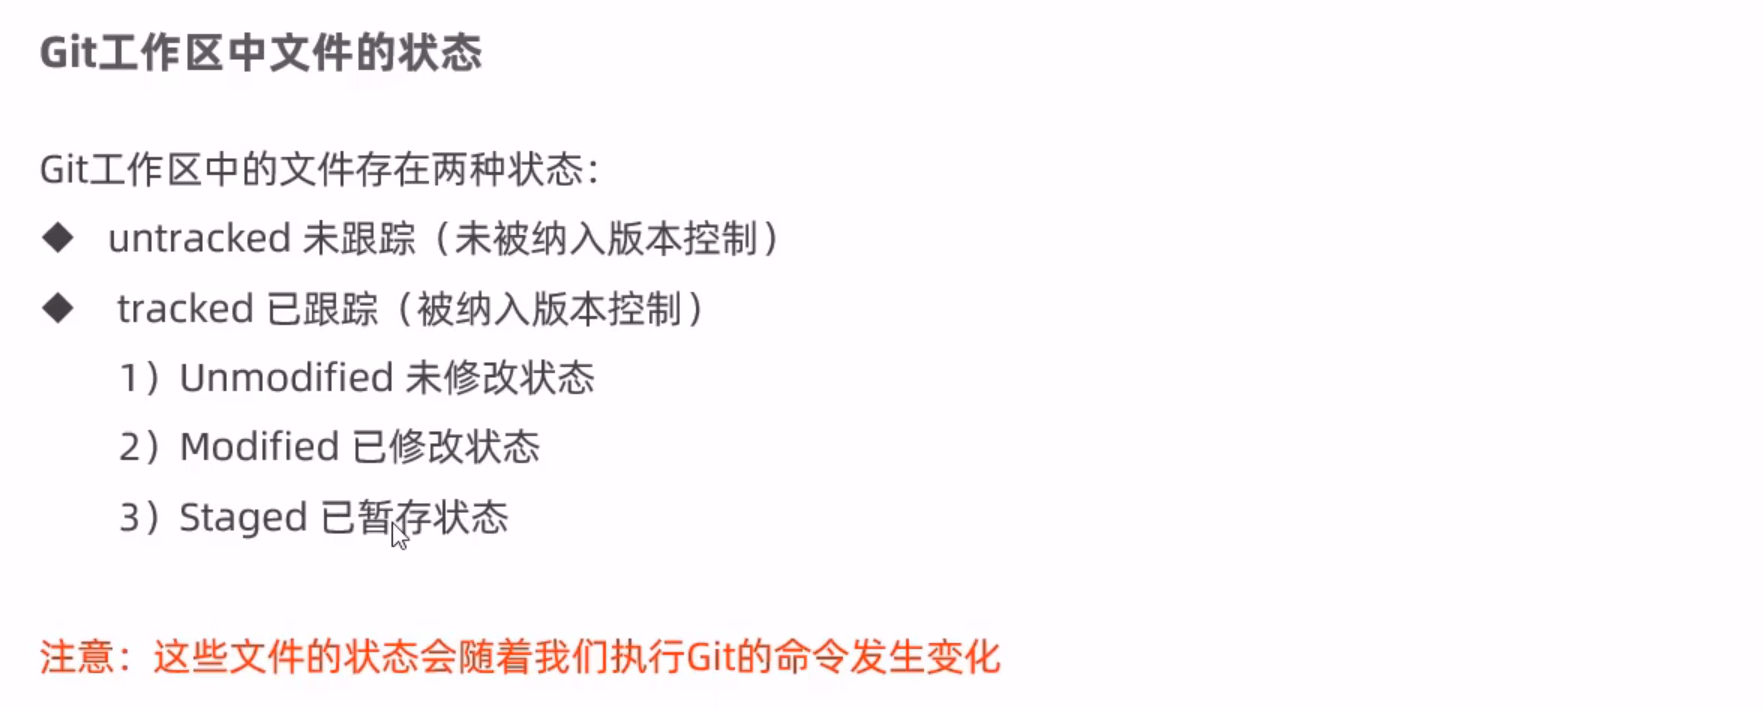 Git工作区中文件的状态
Git工作区中的文件存在两种状态：
◆ untracked 未跟踪（未被纳入版本控制）
◆ tracked 已跟踪（被纳入版本控制）
1）Unmodified 未修改状态
2）Modified 已修改状态
3）Staged 已暂存状态
注意：这些文件的状态会随着我们执行Git的命令发生变化